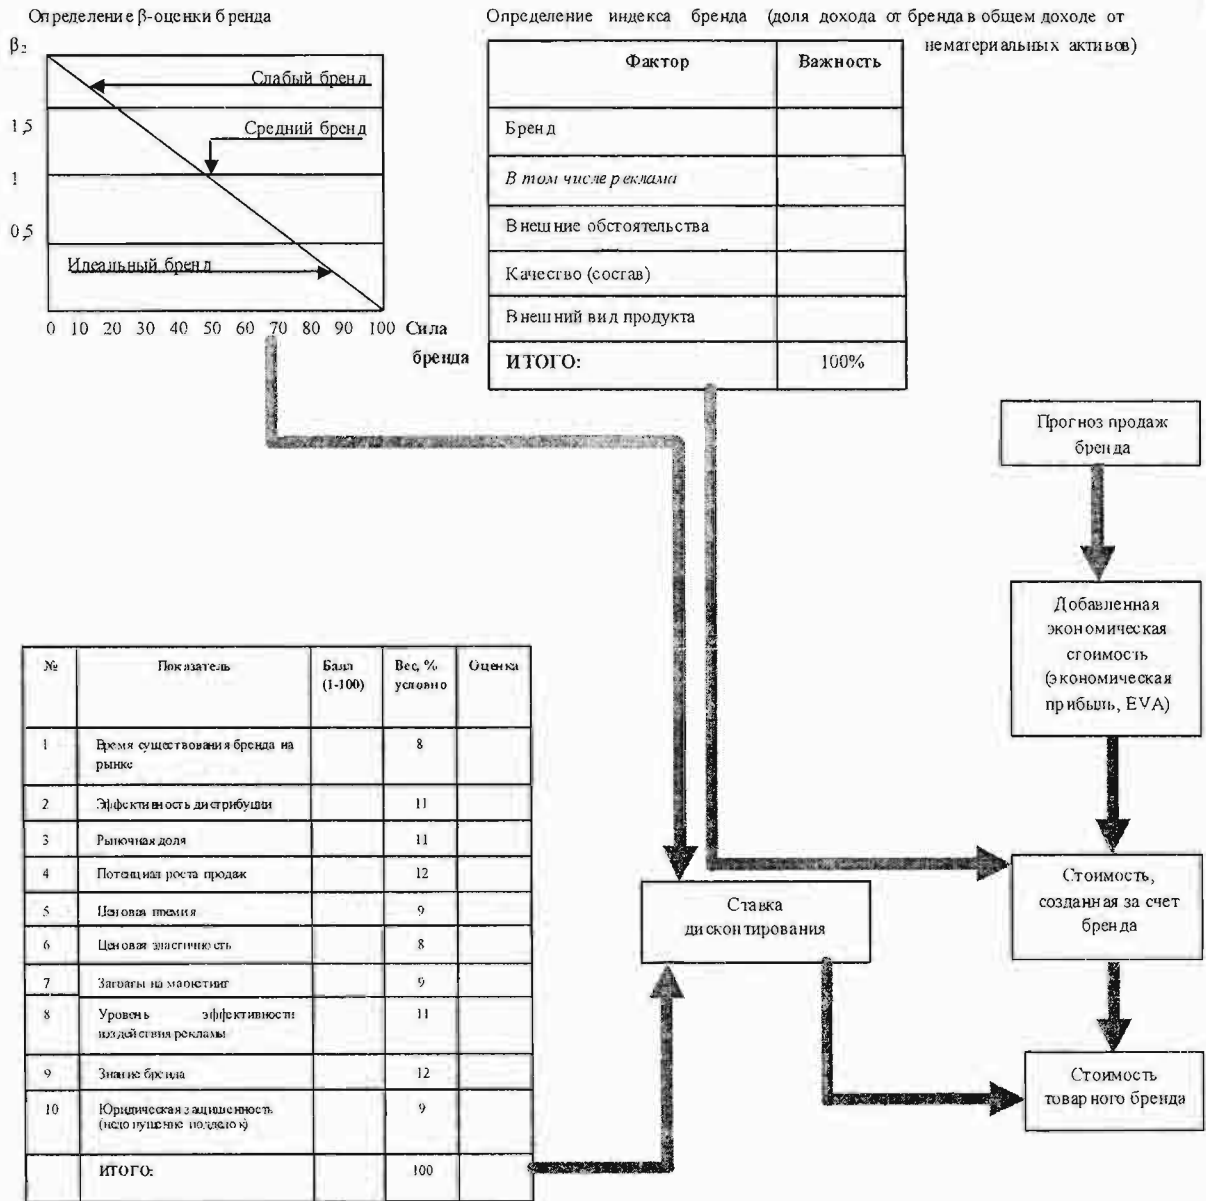 Определение β-оценки бренда
β2
Слабый бренд
1,5
Средний бренд
1
0,5
Идеальный бренд
0 10 20 30 40 50 60 70 80 90 100 Сила
бренда
Определение индекса бренда (доля дохода от бренда в общем доходе от
нематериальных активов)
Фактор Важность
Бренд
В том числе реклама
Внешние обстоятельства
Качество (состав)
Внешний вид продукта
ИТОГО: 100%
Прогноз продаж
бренда
Добавленная
экономическая
стоимость
(экономическая
прибыль, EVA)
Стоимость,
созданная за счет
бренда
Стоимость
товарного бренда
Ставка
дисконтирования
№ Показатель Балл Вес, % Оценка
(1-100) условно
1 Время существования бренда на 8
рынке
2 Эффективность дистрибуции 11
3 Рыночная доля 11
4 Потенциал роста продаж 12
5 Ценовая премия 9
6 Ценовая эластичность 8
7 Затраты на маркетинг 9
8 Уровень эффективности 11
воздействия рекламы
9 Знание бренда 12
10 Юридическая защищенность 9
(недопущение подделок)
ИТОГО: 100